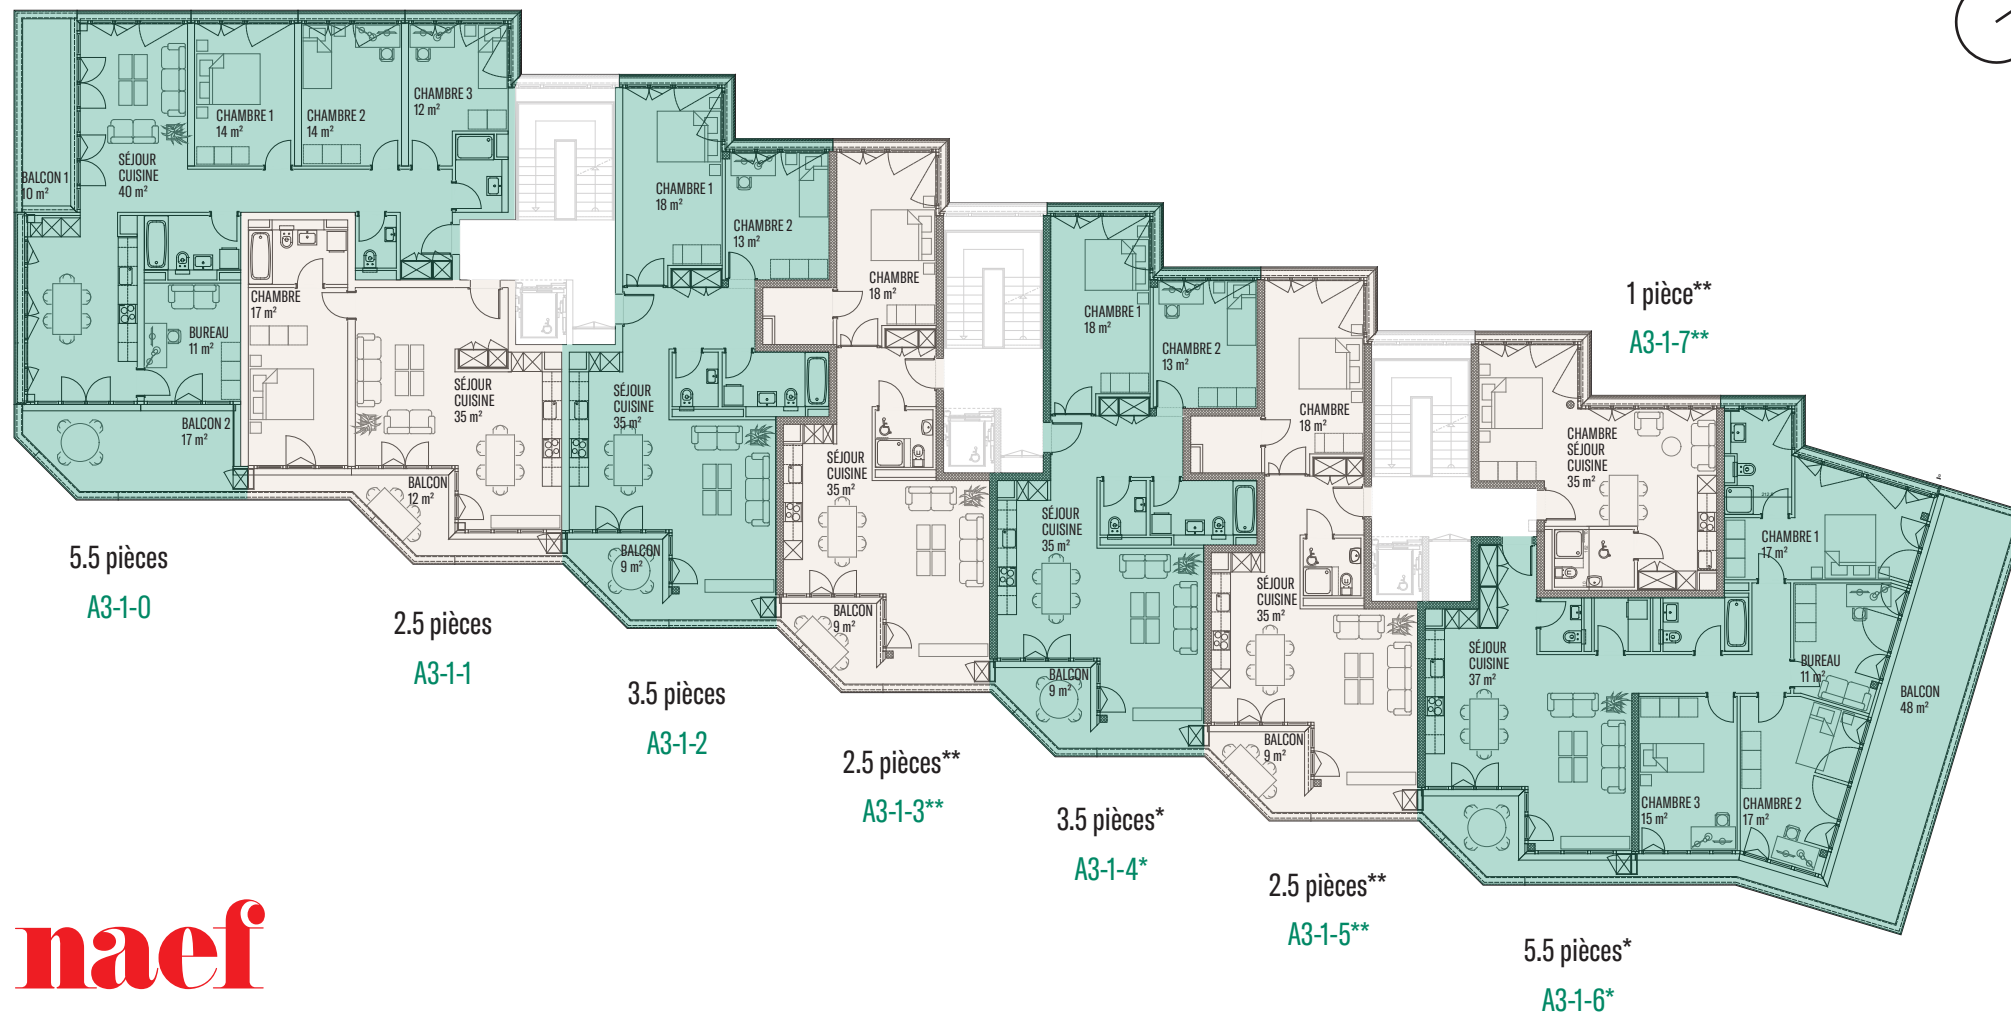 BALCON 1
10 m²
SÉJOUR
CUISINE
40 m²
CHAMBRE 1
14 m²
CHAMBRE 2
14 m²
CHAMBRE 3
12 m²
BUREAU
11 m²
BALCON 2
17 m²
5.5 pièces
A3-1-0
CHAMBRE
17 m²
SÉJOUR
CUISINE
35 m²
BALCON
12 m²
2.5 pièces
A3-1-1
CHAMBRE 1
18 m²
CHAMBRE 2
13 m²
SÉJOUR
CUISINE
35 m²
BALCON
9 m²
3.5 pièces
A3-1-2
CHAMBRE
18 m²
SÉJOUR
CUISINE
35 m²
BALCON
9 m²
2.5 pièces**
A3-1-3**
CHAMBRE 1
18 m²
CHAMBRE 2
13 m²
SÉJOUR
CUISINE
35 m²
BALCON
9 m²
3.5 pièces*
A3-1-4*
CHAMBRE
18 m²
SÉJOUR
CUISINE
35 m²
BALCON
9 m²
2.5 pièces**
A3-1-5**
1 pièce**
A3-1-7**
CHAMBRE
SÉJOUR
CUISINE
35 m²
CHAMBRE 1
17 m²
BUREAU
11 m²
SÉJOUR
CUISINE
37 m²
BALCON
48 m²
CHAMBRE 3
15 m²
CHAMBRE 2
17 m²
5.5 pièces*
A3-1-6*
naef